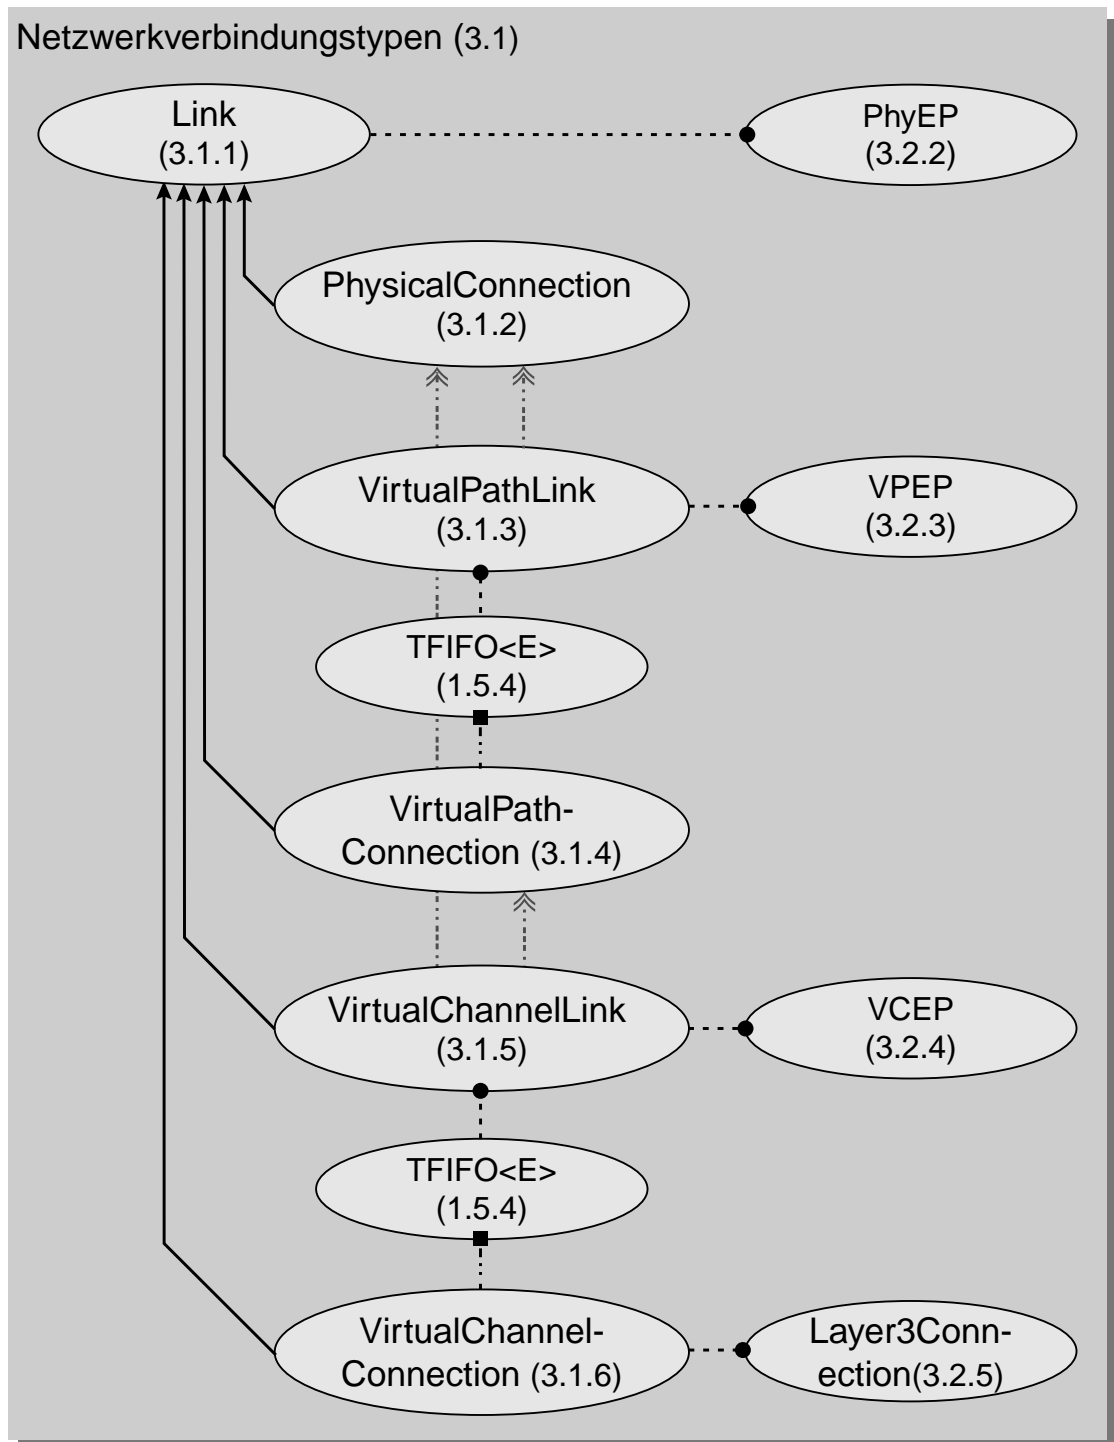 Netzwerkverbindungstypen (3.1)
Link
(3.1.1)
PhyEP
(3.2.2)
PhysicalConnection
(3.1.2)
VirtualPathLink
(3.1.3)
VPEP
(3.2.3)
TFIFO<E>
(1.5.4)
VirtualPath-
Connection (3.1.4)
VirtualChannelLink
(3.1.5)
VCEP
(3.2.4)
TFIFO<E>
(1.5.4)
VirtualChannel-
Connection (3.1.6)
Layer3Conn-
ection(3.2.5)